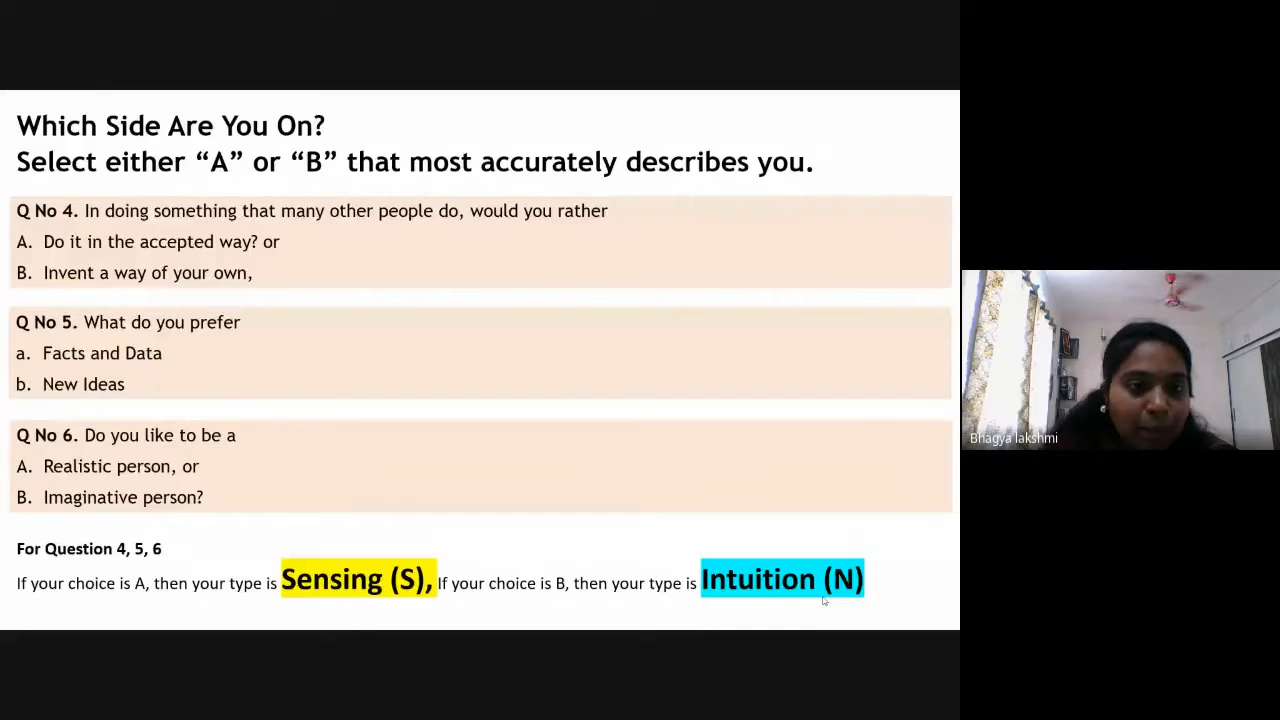 Which Side Are You On?
Select either “A” or “B” that most accurately describes you.
Q No 4. In doing something that many other people do, would you rather
A. Do it in the accepted way? or
B. Invent a way of your own,
Q No 5. What do you prefer
a. Facts and Data
b. New Ideas
Q No 6. Do you like to be a
A. Realistic person, or
B. Imaginative person?
For Question 4, 5, 6
If your choice is A, then your type is Sensing (S), If your choice is B, then your type is Intuition (N)
Bhagya lakshmi